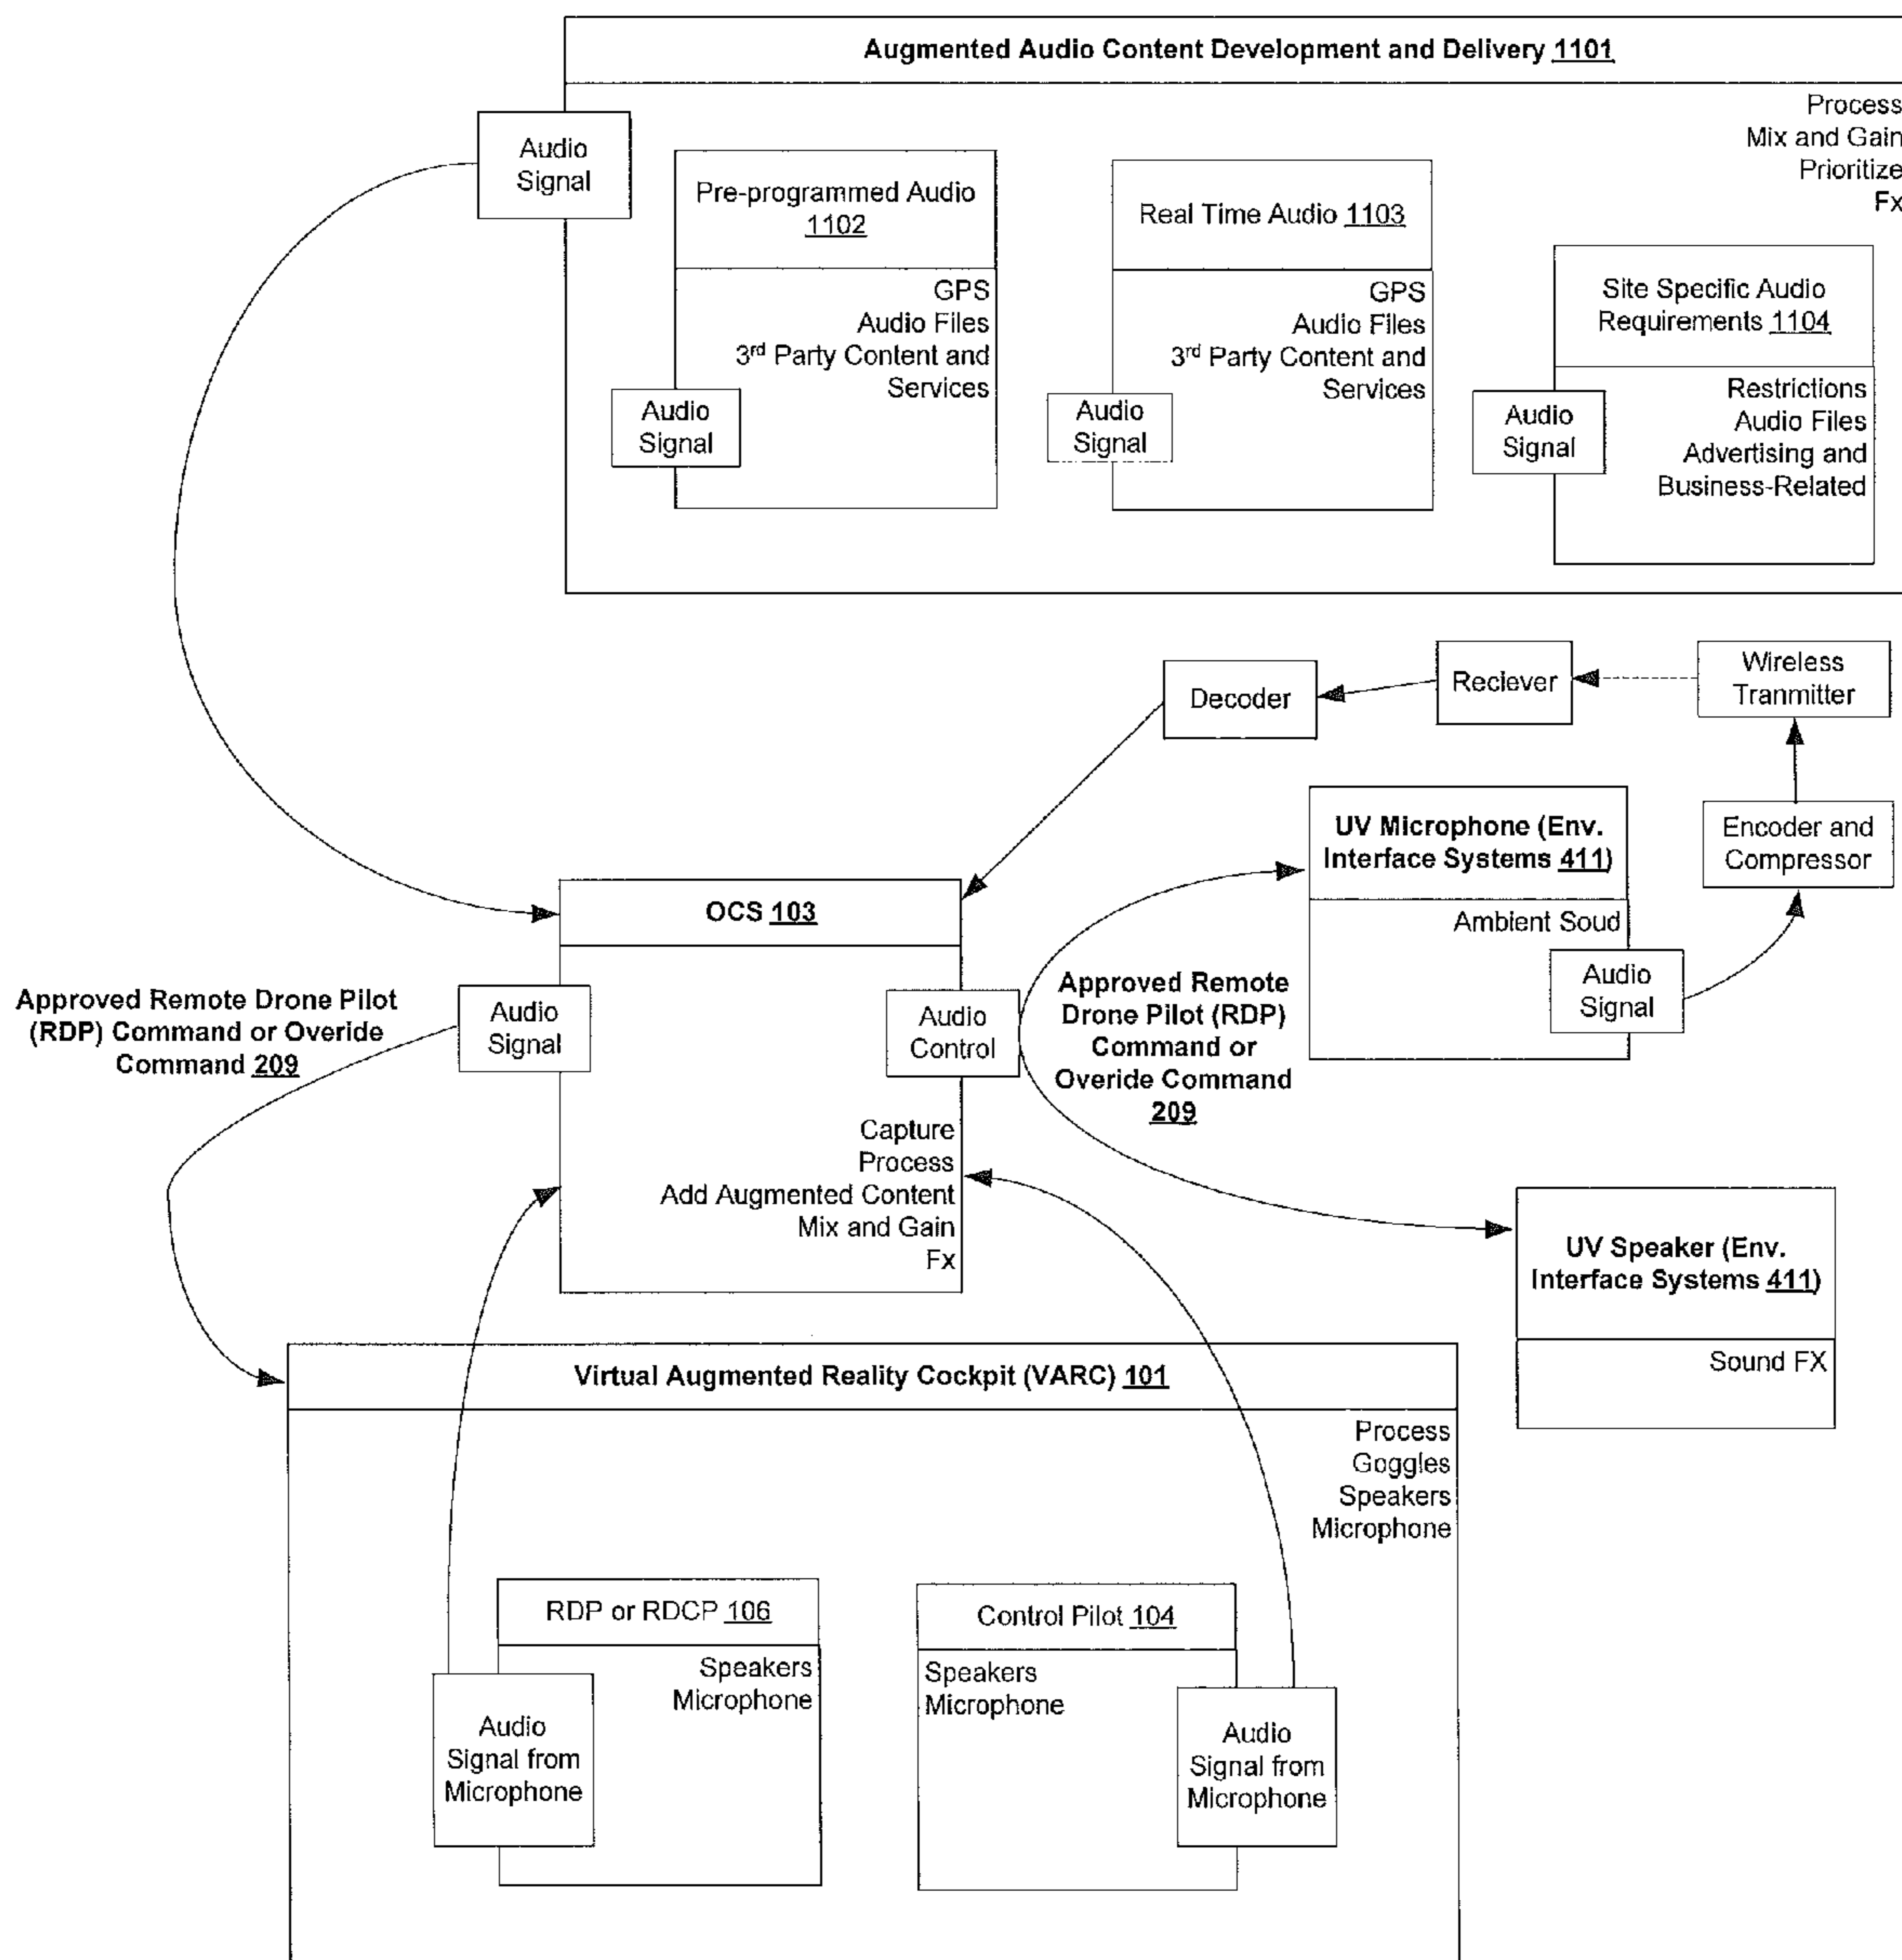 Augmented Audio Content Development and Delivery 1101
Process
Mix and Gain
Prioritize
Fx
Audio
Signal
Pre-programmed Audio
1102
GPS
Audio Files
3rd Party Content and
Services
Audio
Signal
Real Time Audio 1103
GPS
Audio Files
3rd Party Content and
Services
Audio
Signal
Site Specific Audio
Requirements 1104
Restrictions
Audio Files
Advertising and
Business-Related
Audio
Signal
Decoder
Reciever
Wireless
Tranmitter
Encoder and
Compressor
UV Microphone (Env.
Interface Systems 411)
Ambient Soud
Audio
Signal
OCS 103
Audio
Signal
Audio
Control
Capture
Process
Add Augmented Content
Mix and Gain
Fx
Approved Remote Drone Pilot
(RDP) Command or Overide
Command 209
Approved Remote
Drone Pilot (RDP)
Command or
Overide Command
209
UV Speaker (Env.
Interface Systems 411)
Sound FX
Virtual Augmented Reality Cockpit (VARC) 101
Process
Goggles
Speakers
Microphone
RDP or RDCP 106
Speakers
Microphone
Audio
Signal from
Microphone
Control Pilot 104
Speakers
Microphone
Audio
Signal from
Microphone